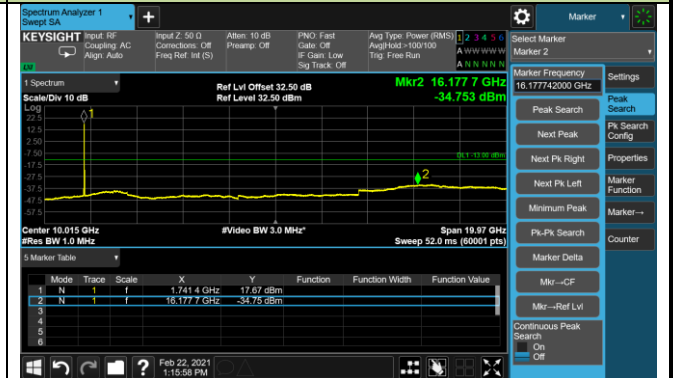 Spectrum Analyzer 1
Swept SA
Marker
KEYSIGHT Input: RF Input Z: 50 Ω Atten: 10 dB PNO: Fast Avg Type: Power (RMS) 1 2 3 4 5 6
Coupling: AC Corrections: Off Preamp: Off Gate: Off Avg|Hold:>100/100 A W W W W W
Align: Auto Freq Ref: Int (S) IF Gain: Low Trig: Free Run
Sig Track: Off A N N N N N
Select Marker
Marker 2
1 Spectrum
Ref Lvl Offset 32.50 dB Mkr2 16.177 7 GHz
Scale/Div 10 dB Ref Level 32.50 dBm -34.753 dBm
Log
22.5
12.5
2.50
-7.50
-17.5
-27.5
-37.5
-47.5
-57.5
1
DL1 -13.00 dBm
2
Center 10.015 GHz #Video BW 3.0 MHz* Span 19.97 GHz
#Res BW 1.0 MHz Sweep 52.0 ms (60001 pts)
5 Marker Table
Mode Trace Scale X Y Function Function Width Function Value
1 N 1 f 1.741 4 GHz 17.67 dBm
2 N 1 f 16.177 7 GHz -34.75 dBm
3
4
5
6
Marker Frequency
16.177742000 GHz
Peak Search
Next Peak
Next Pk Right
Next Pk Left
Minimum Peak
Pk-Pk Search
Marker Delta
Mkr→CF
Mkr→Ref Lvl
Continuous Peak
Search
On
Off
Settings
Peak
Search
Pk Search
Config
Properties
Marker
Function
Marker→
Counter
Feb 22, 2021
1:15:58 PM